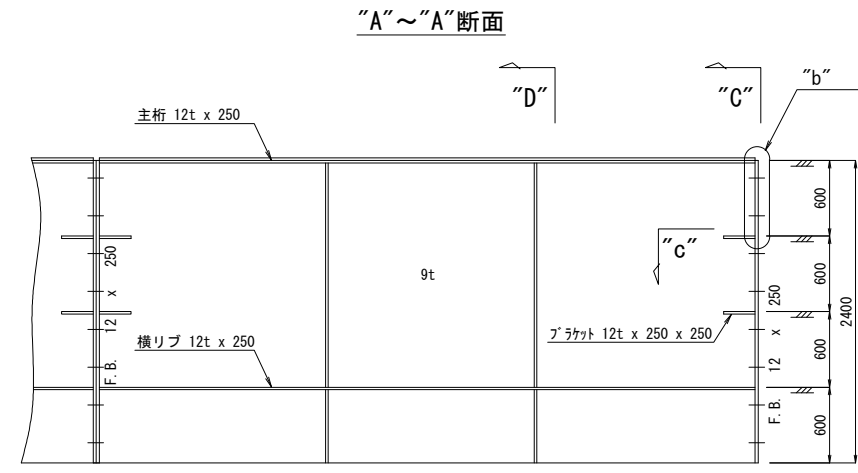 "A"～"A"断面
"D"
"C"
"b"
主桁 12t x 250
"c"
9t
横リブ 12t x 250
ブラケット 12t x 250 x 250
F.B. 12 x 250
F.B. 12 x 250
600
600
600
600
2400